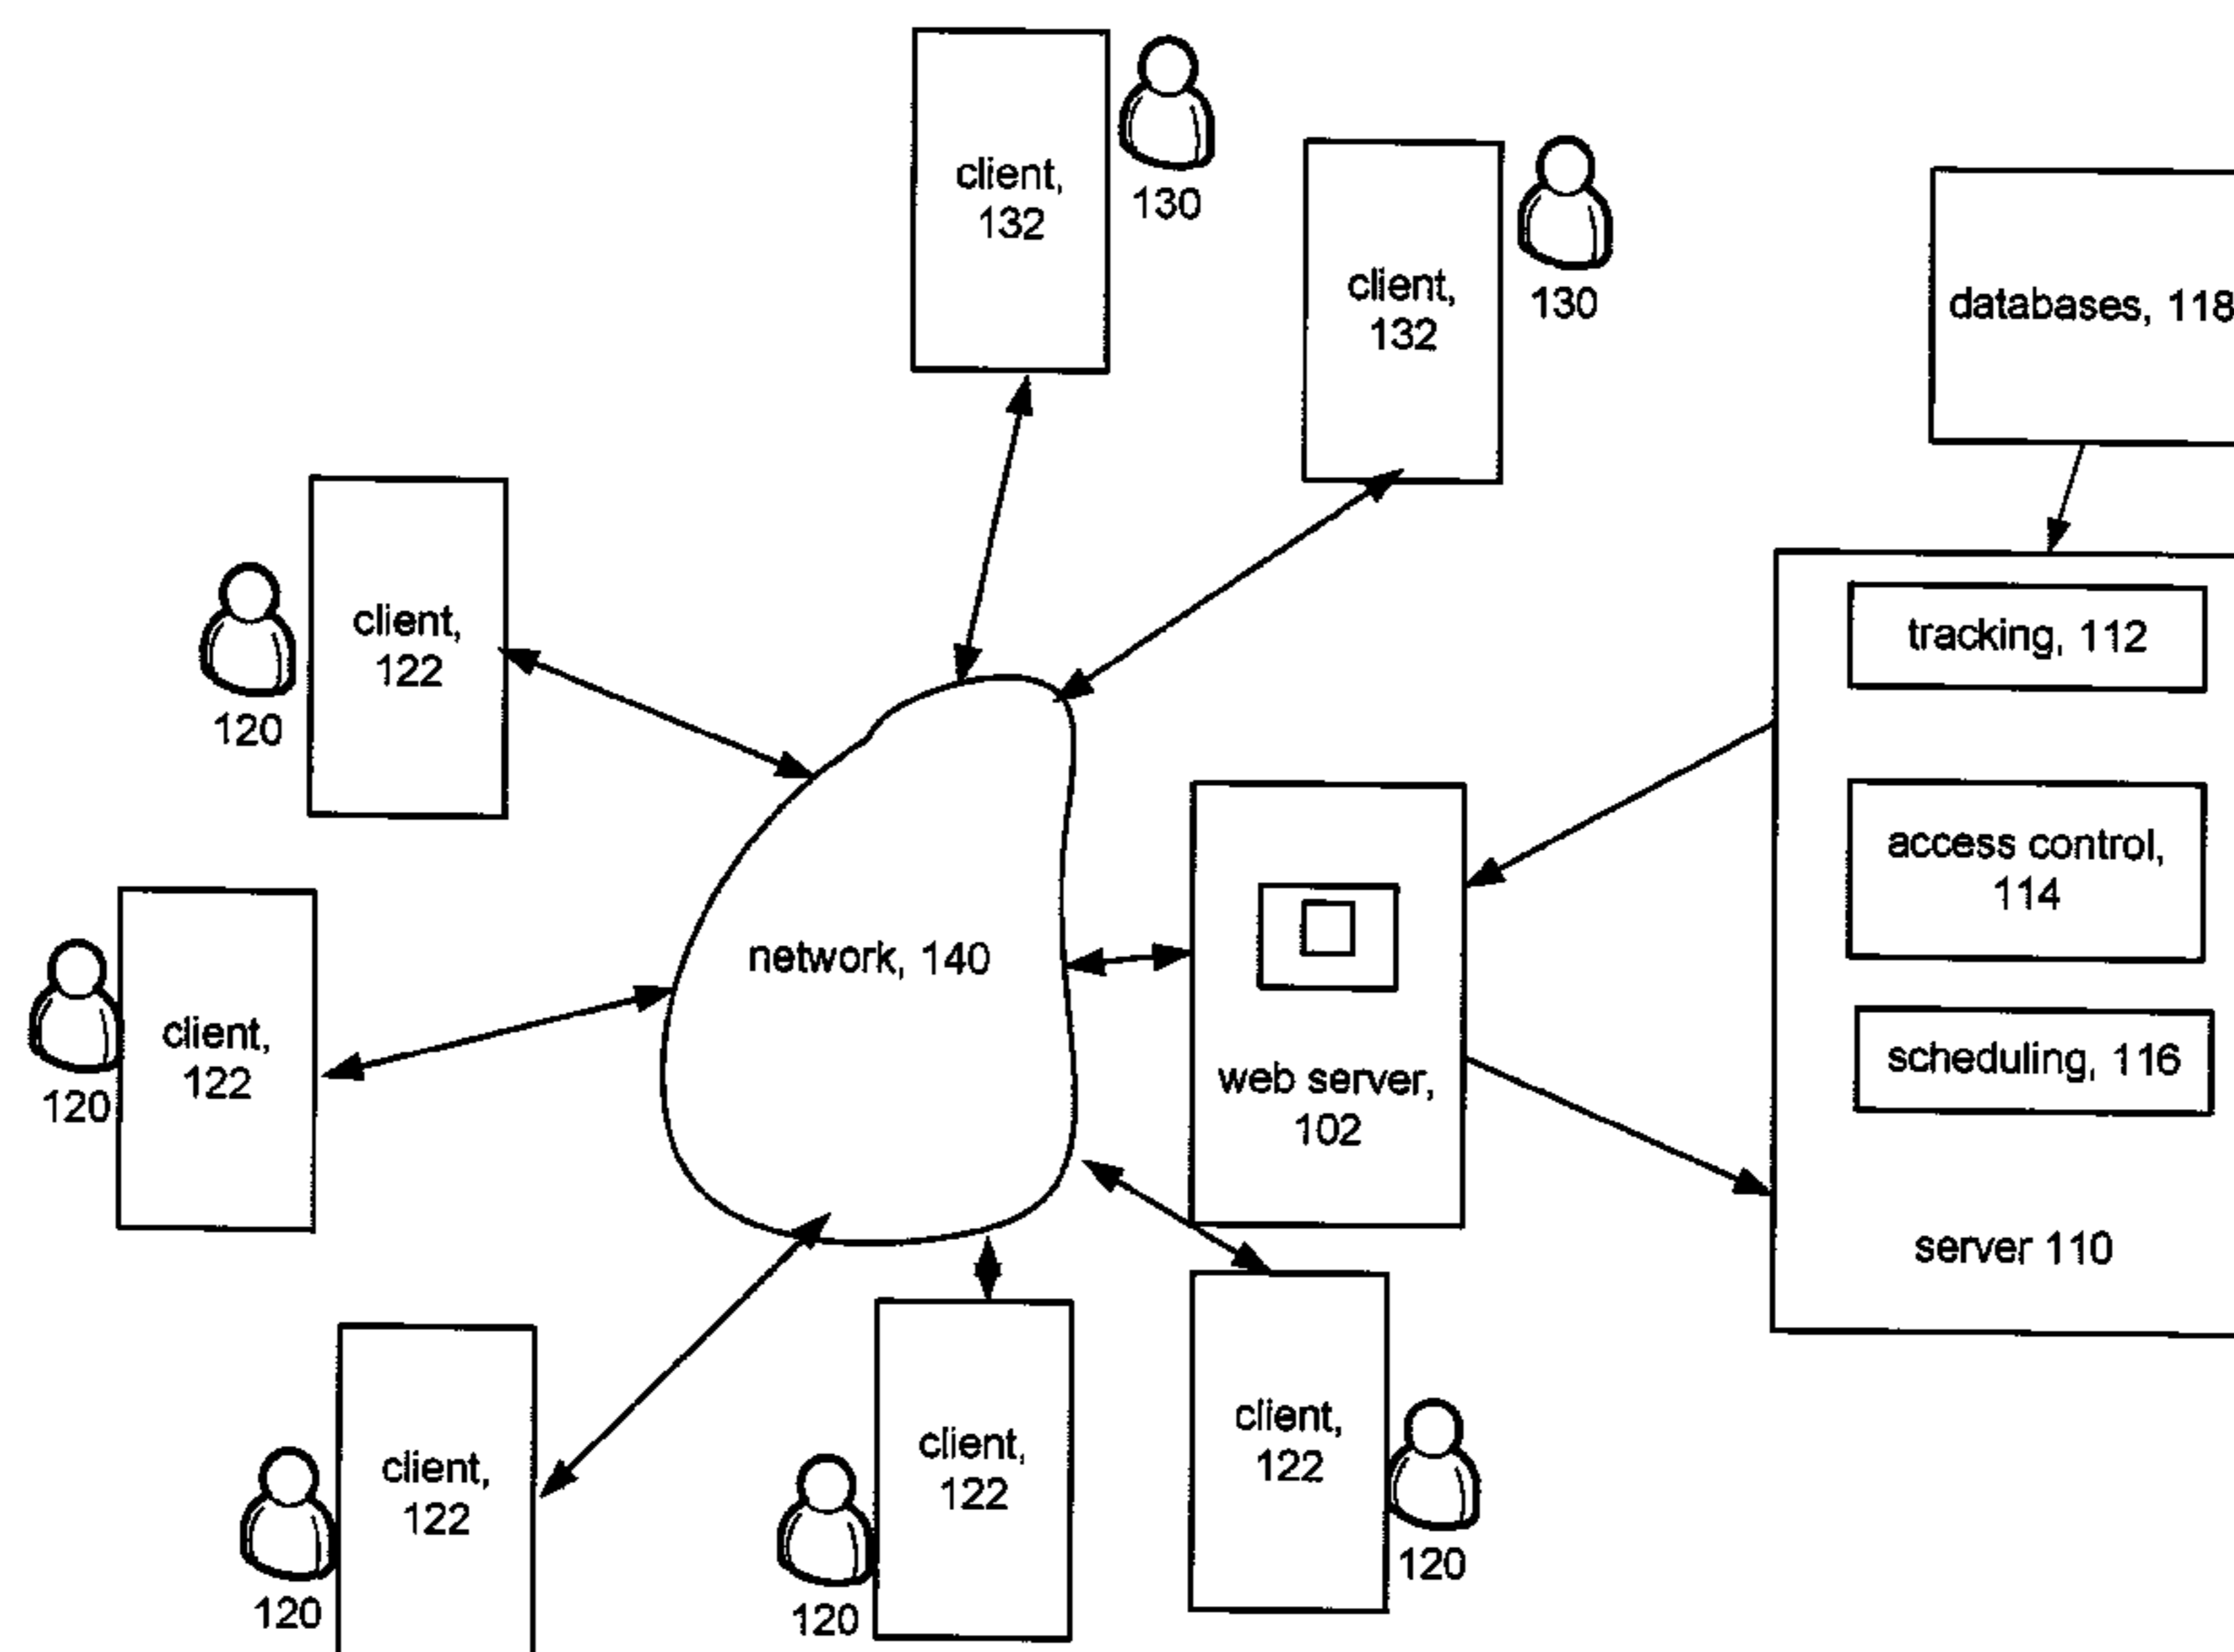 client,
132
130
client,
132
130
databases, 118
client,
122
120
tracking, 112
access control,
114
scheduling, 116
server 110
network, 140
web server,
102
client,
122
120
client,
122
120
client,
122
120
client,
122
120